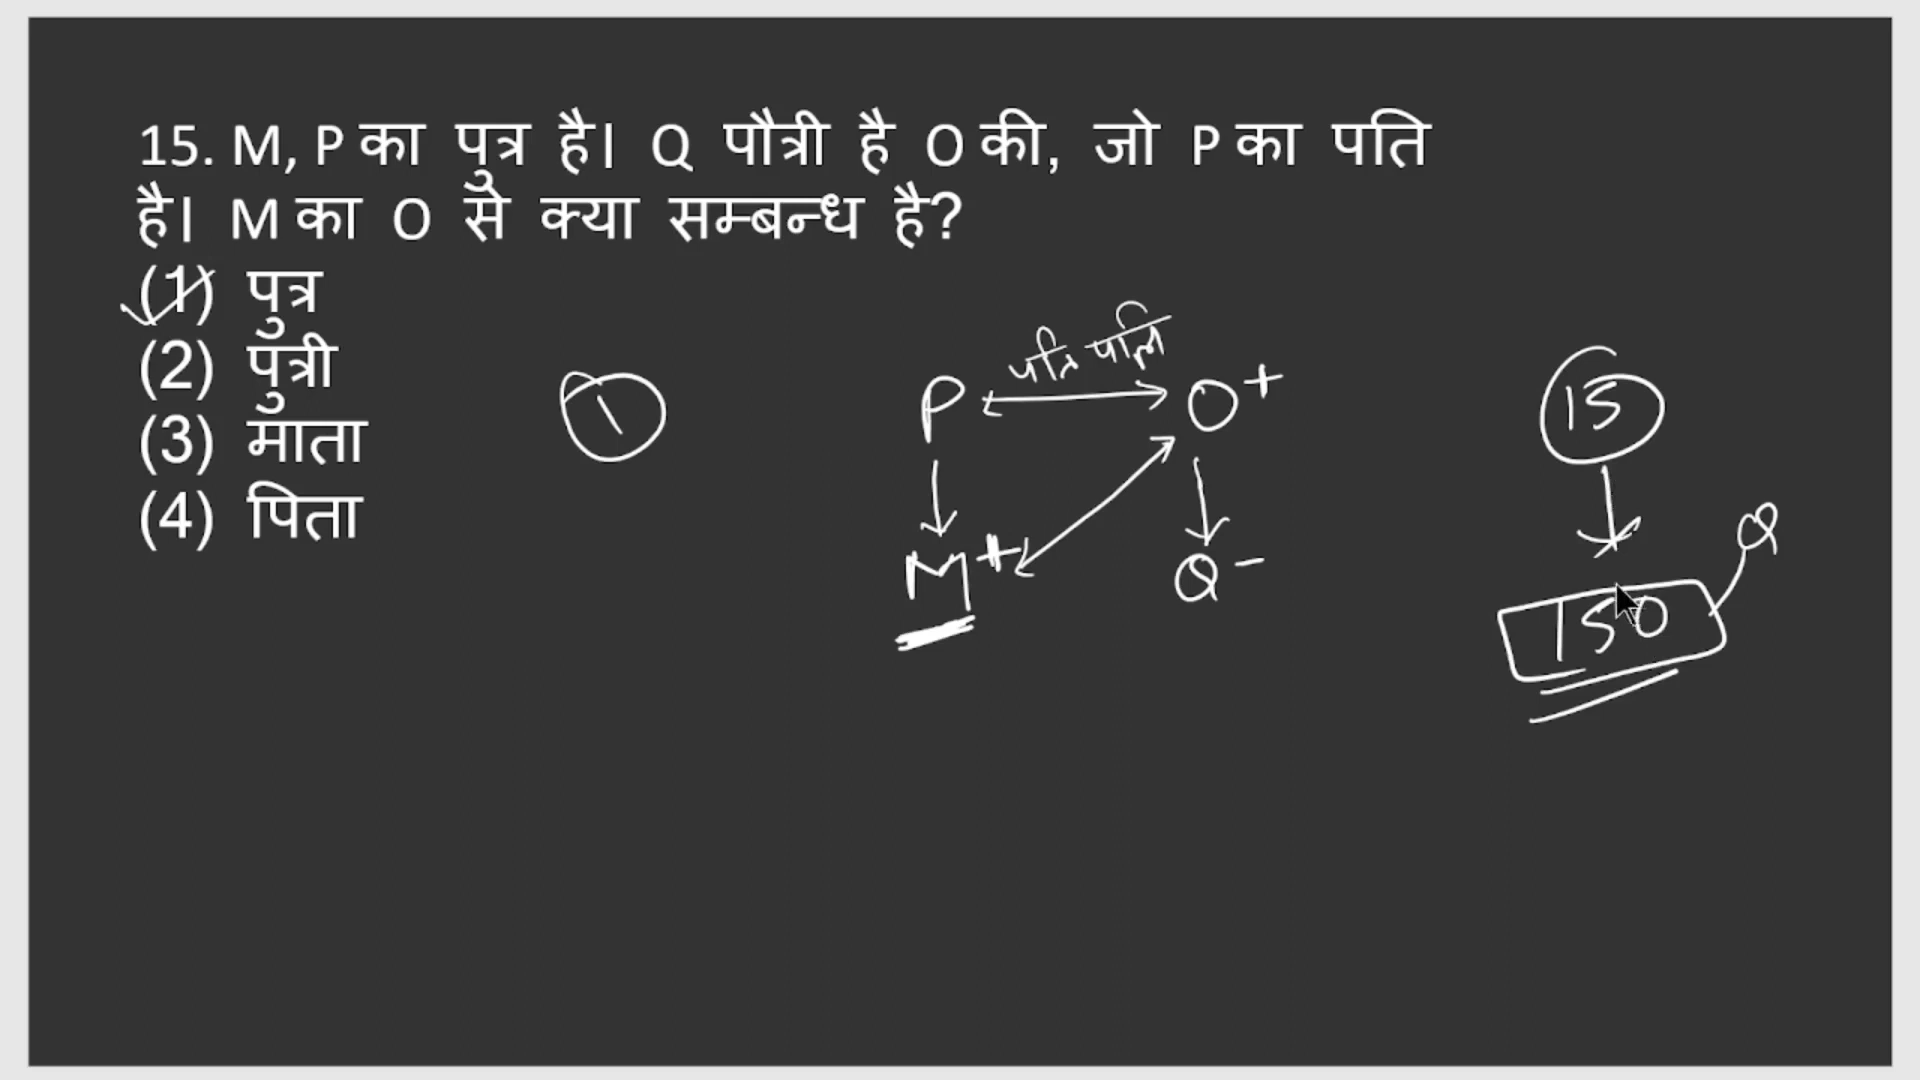 15. M, P का पुत्र है। Q पौत्री है O की, जो P का पति
है। M का O से क्या सम्बन्ध है?
(1) पुत्र
(2) पुत्री
(3) माता
(4) पिता
1
पति पत्नि
P O +
M + Q -
15
150 Q